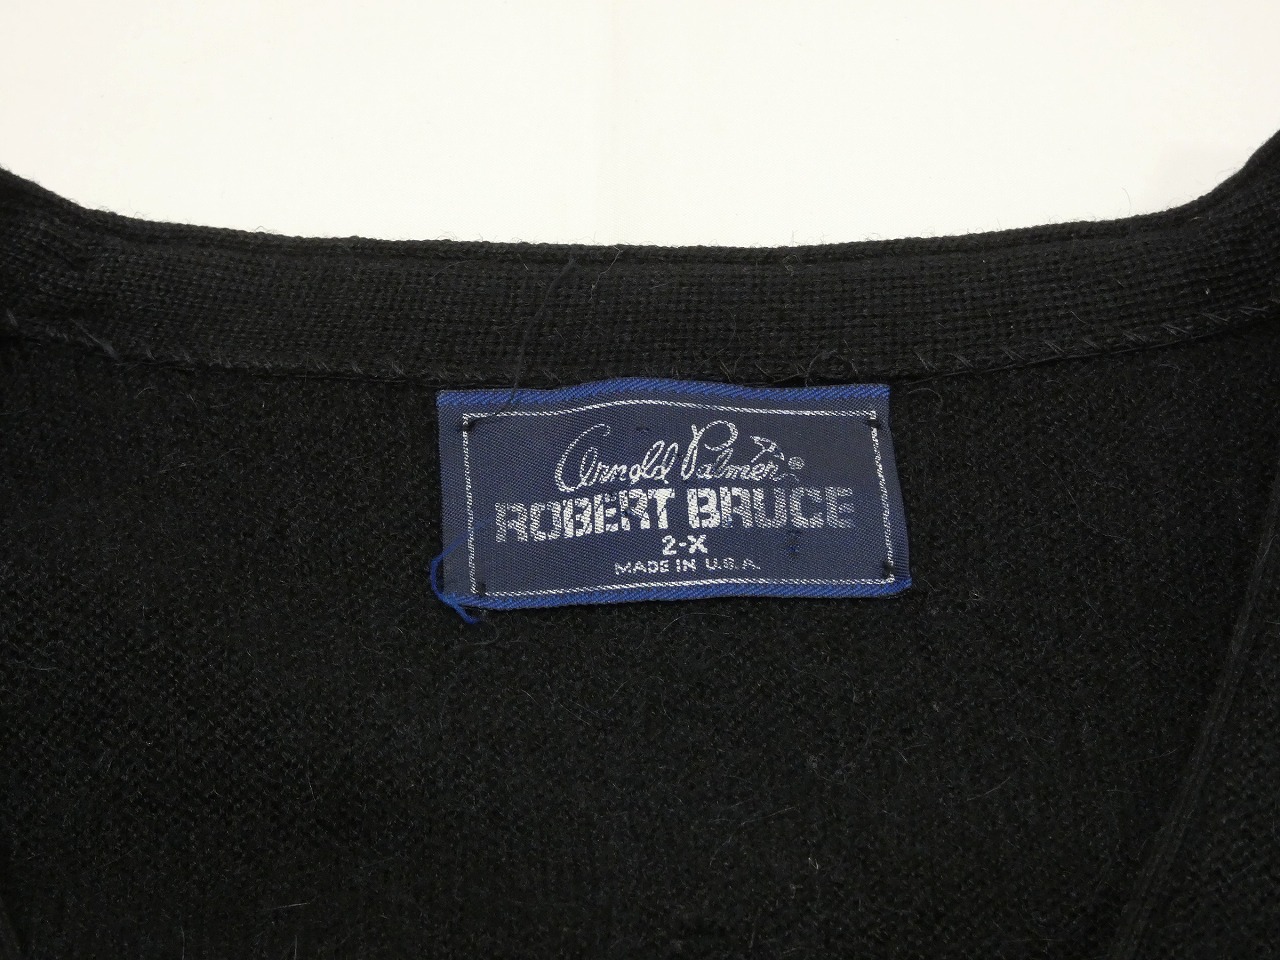 Arnold Palmer®
ROBERT BRUCE
2-X
MADE IN U.S.A.